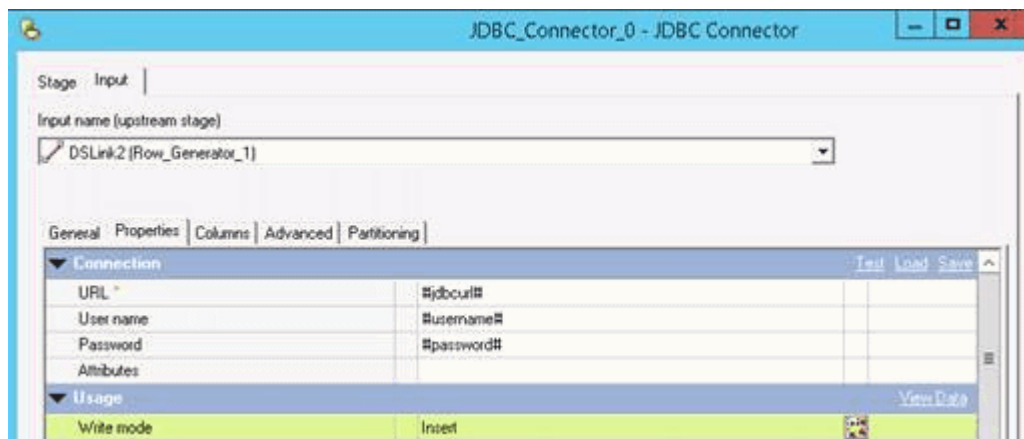 JDBC_Connector_0 - JDBC Connector
Stage Input
Input name (upstream stage)
DSLink2 (Row_Generator_1)
General Properties Columns Advanced Partitioning
Connection Test Load Save
URL * #jdbcurl#
User name #username#
Password #password#
Attributes
Usage View Data
Write mode Insert